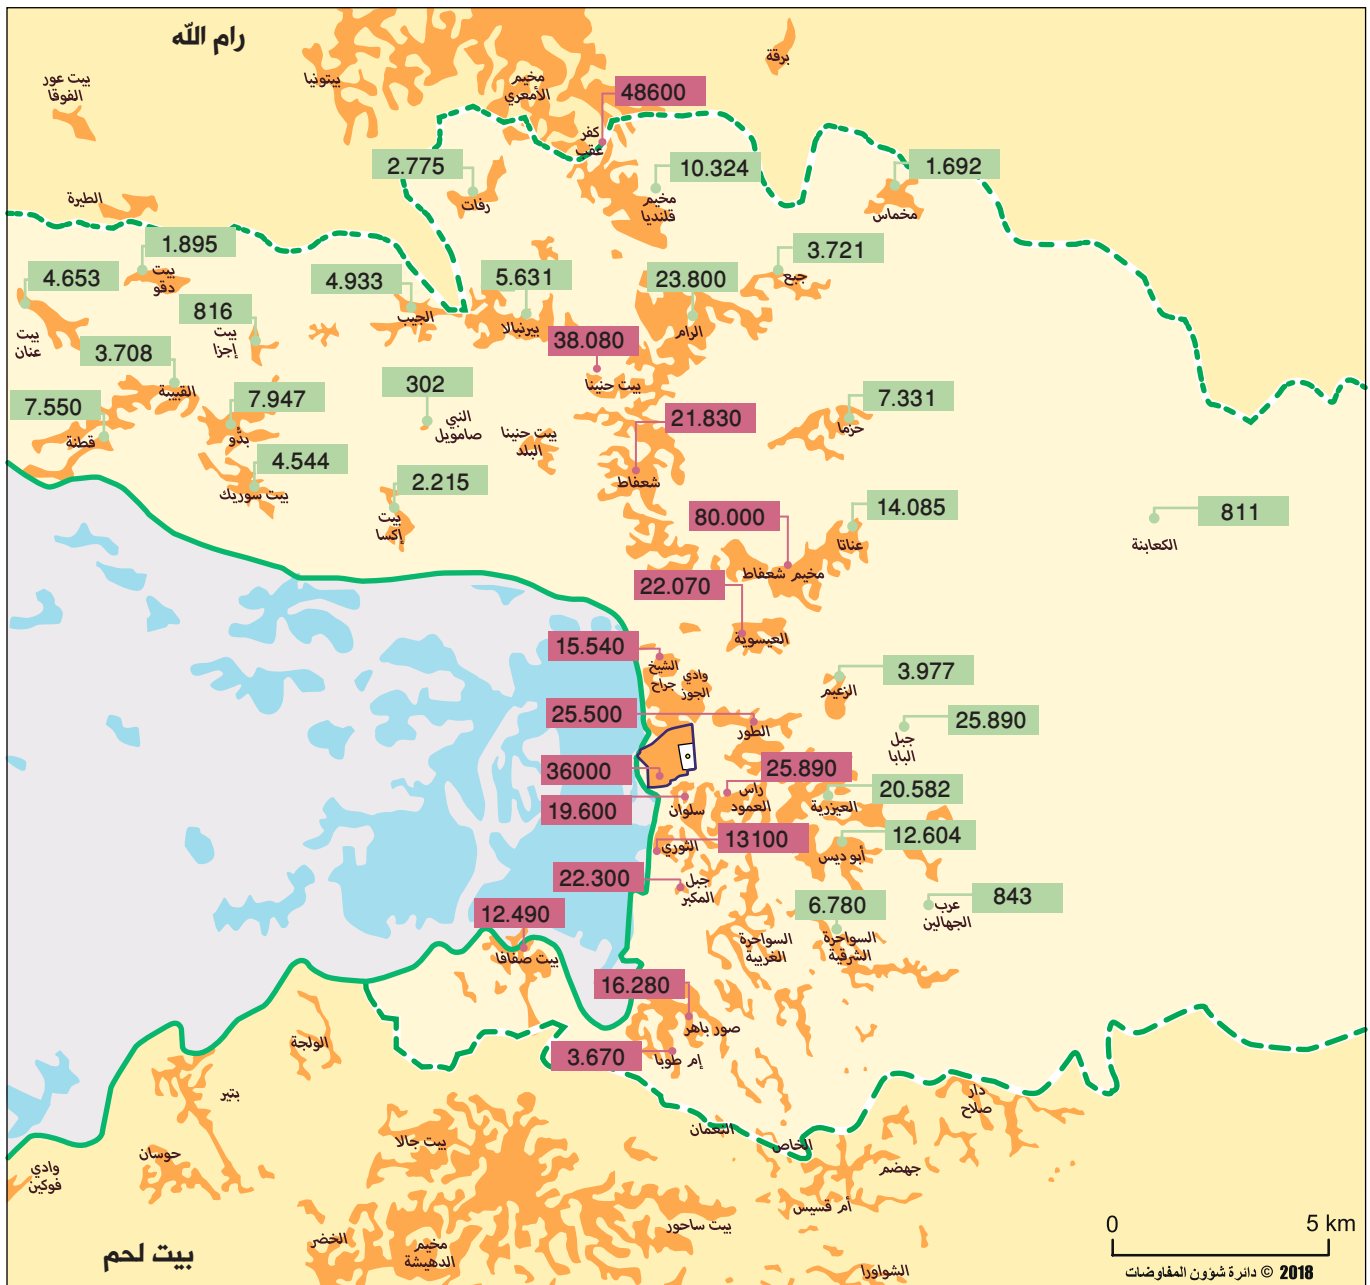 رام الله
برقة
بيتونيا
مخيم
الأمعري
بيت عور
الفوقا
48600
كفر
عقب
2.775
رفات
10.324
مخيم
قلنديا
1.692
مخماس
الطيرة
1.895
بيت
دقو
4.653
بيت
عنان
816
بيت
إجزا
4.933
الجيب
5.631
بيرنبالا
23.800
الرام
3.721
جبع
38.080
بيت حنينا
3.708
القبيبة
7.550
قطنة
7.947
بدّو
302
النبي
صامويل
بيت حنينا
البلد
21.830
شعفاط
7.331
حزما
4.544
بيت سوريك
2.215
بيت
إكسا
80.000
مخيم شعفاط
14.085
عناتا
811
الكعابنة
22.070
العيسوية
15.540
الشيخ
جراح
وادي
الجوز
3.977
الزعيم
25.500
الطور
25.890
جبل
البابا
36000
25.890
راس
العمود
20.582
العيزرية
19.600
سلوان
13100
الثوري
12.604
أبو ديس
22.300
جبل
المكبر
843
عرب
الجهالين
6.780
السواحرة
الشرقية
السواحرة
الغربية
12.490
بيت صفافا
16.280
صور باهر
3.670
إم طوبا
الولجة
بتير
حوسان
وادي
فوكين
دار
صلاح
النعمان
الخاص
جهضم
أم قسيس
بيت جالا
بيت ساحور
الخضر
مخيم
الدهيشة
بيت لحم
الشواورا
0 5 km
2018 © دائرة شؤون المفاوضات